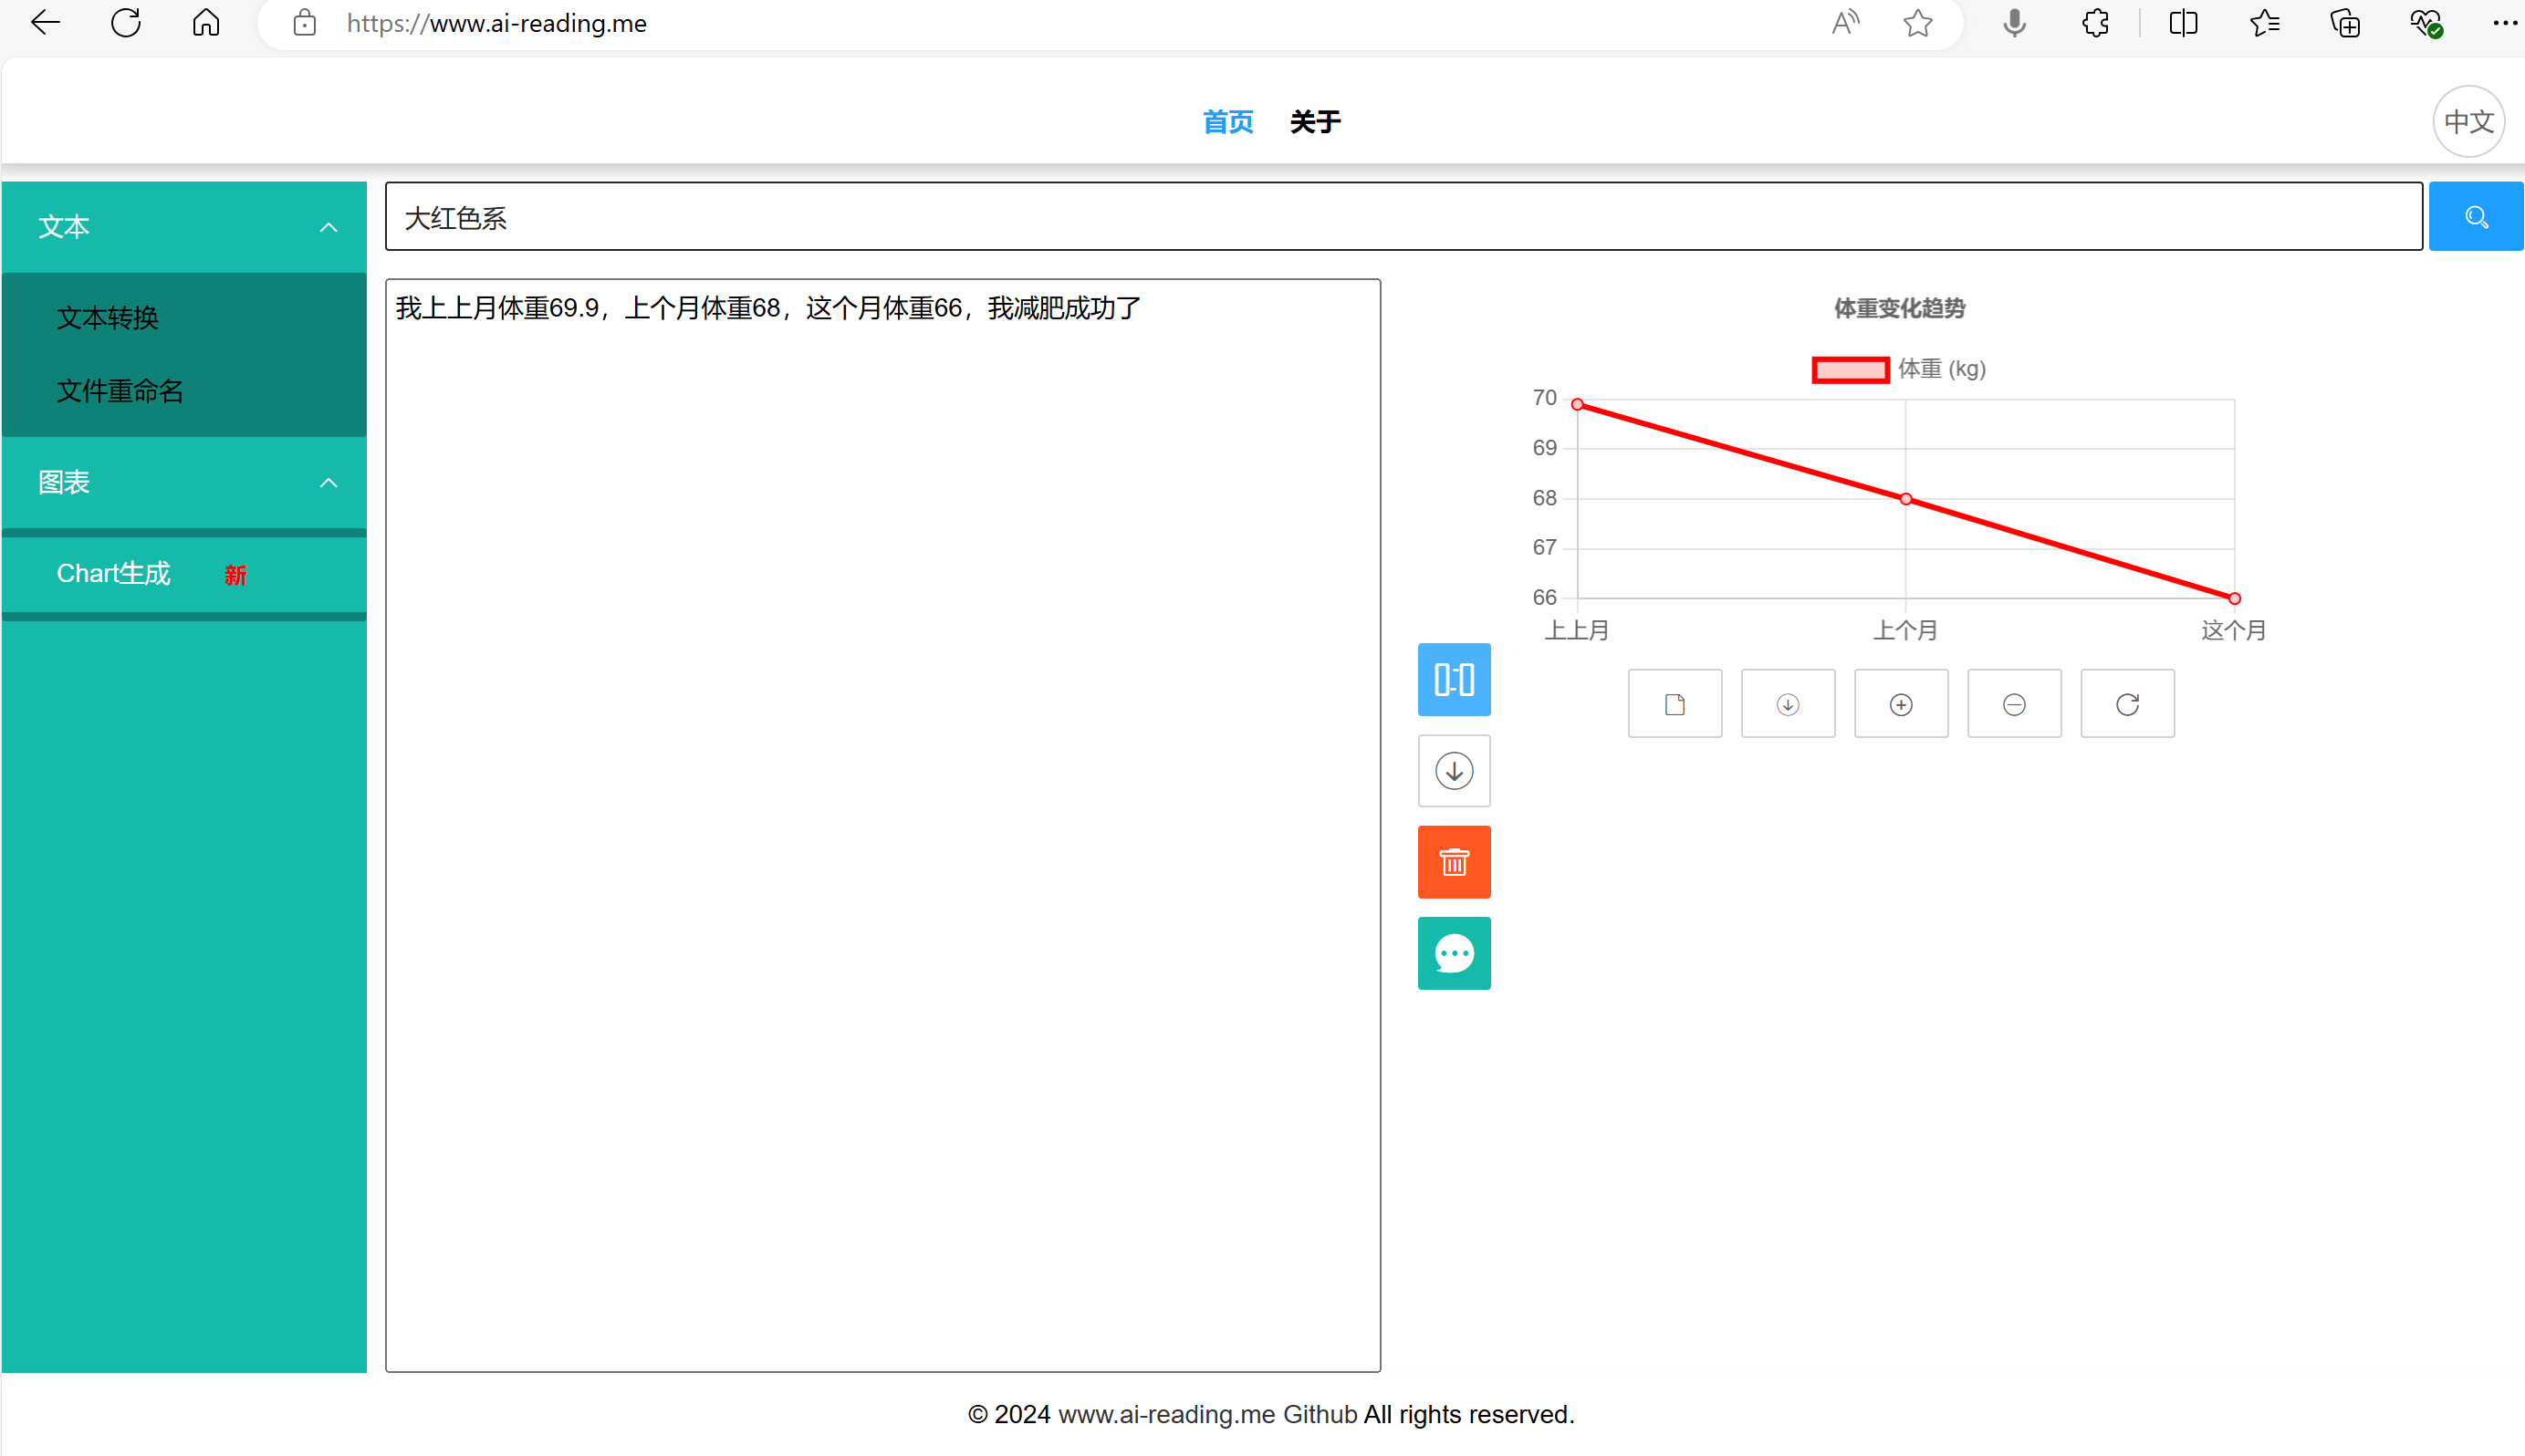 https://www.ai-reading.me
首页 关于
中文
文本
文本转换
文件重命名
图表
Chart生成 新
大红色系
我上上月体重69.9，上个月体重68，这个月体重66，我减肥成功了
体重变化趋势
体重 (kg)
70
69
68
67
66
上上月 上个月 这个月
© 2024 www.ai-reading.me Github All rights reserved.